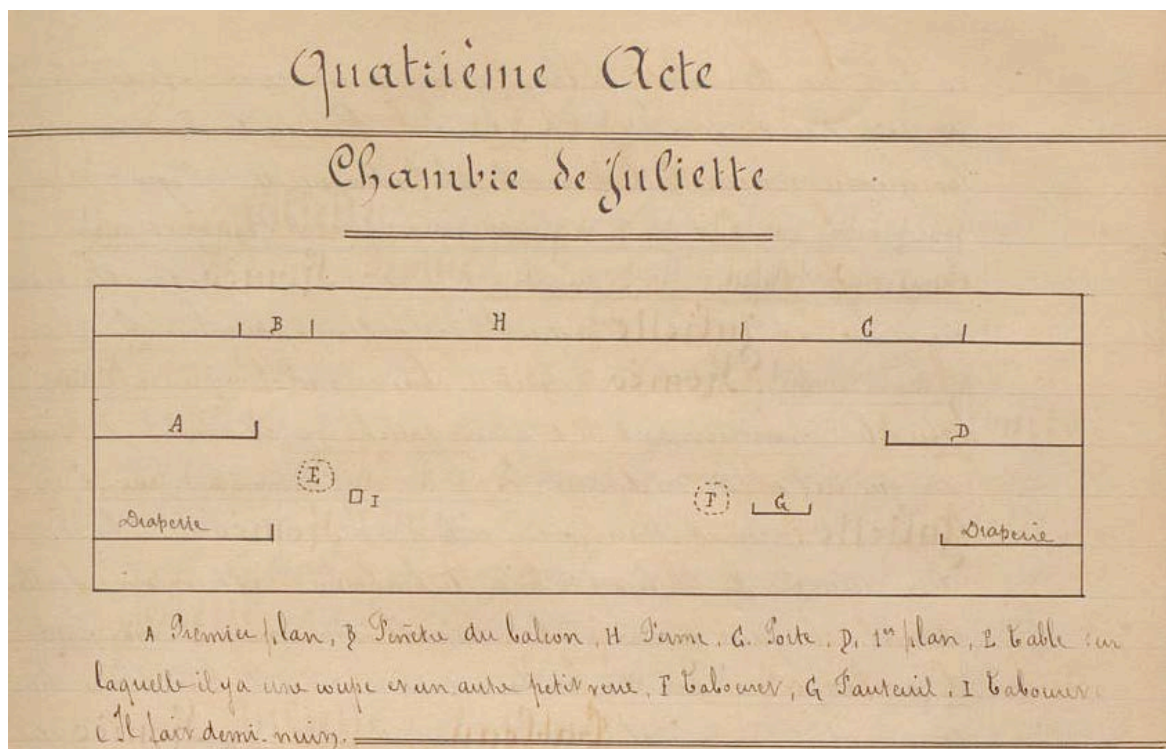 Quatrième Acte
Chambre de Juliette
B H C
A D
E I F G
Draperie Draperie
A Premier plan, B Fenêtre du balcon, H Ferme, C. Porte, D, 1er plan, E Table sur
laquelle il y a une coupe et un autre petit verre, F Tabouret, G Fauteuil, I Tabouret
Il fait demi-nuit.